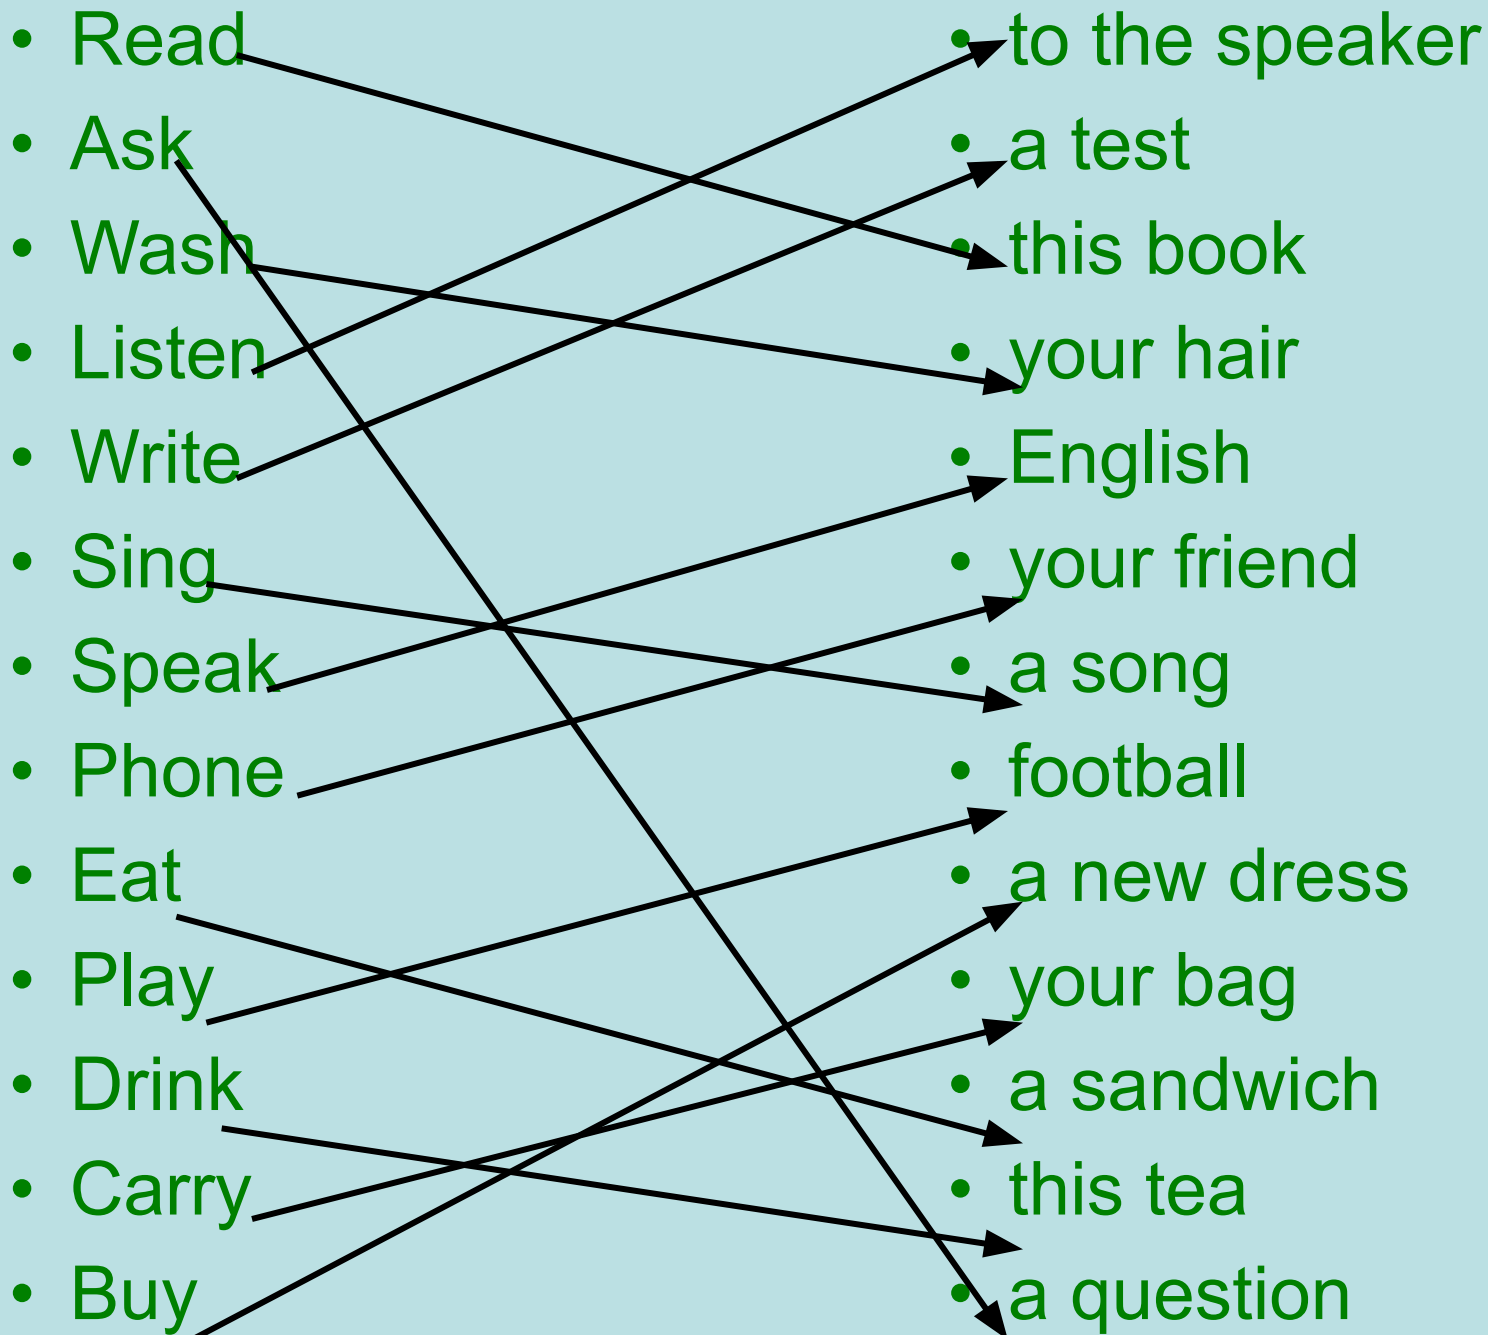 • Read
• Ask
• Wash
• Listen
• Write
• Sing
• Speak
• Phone
• Eat
• Play
• Drink
• Carry
• Buy
• to the speaker
• a test
• this book
• your hair
• English
• your friend
• a song
• football
• a new dress
• your bag
• a sandwich
• this tea
• a question